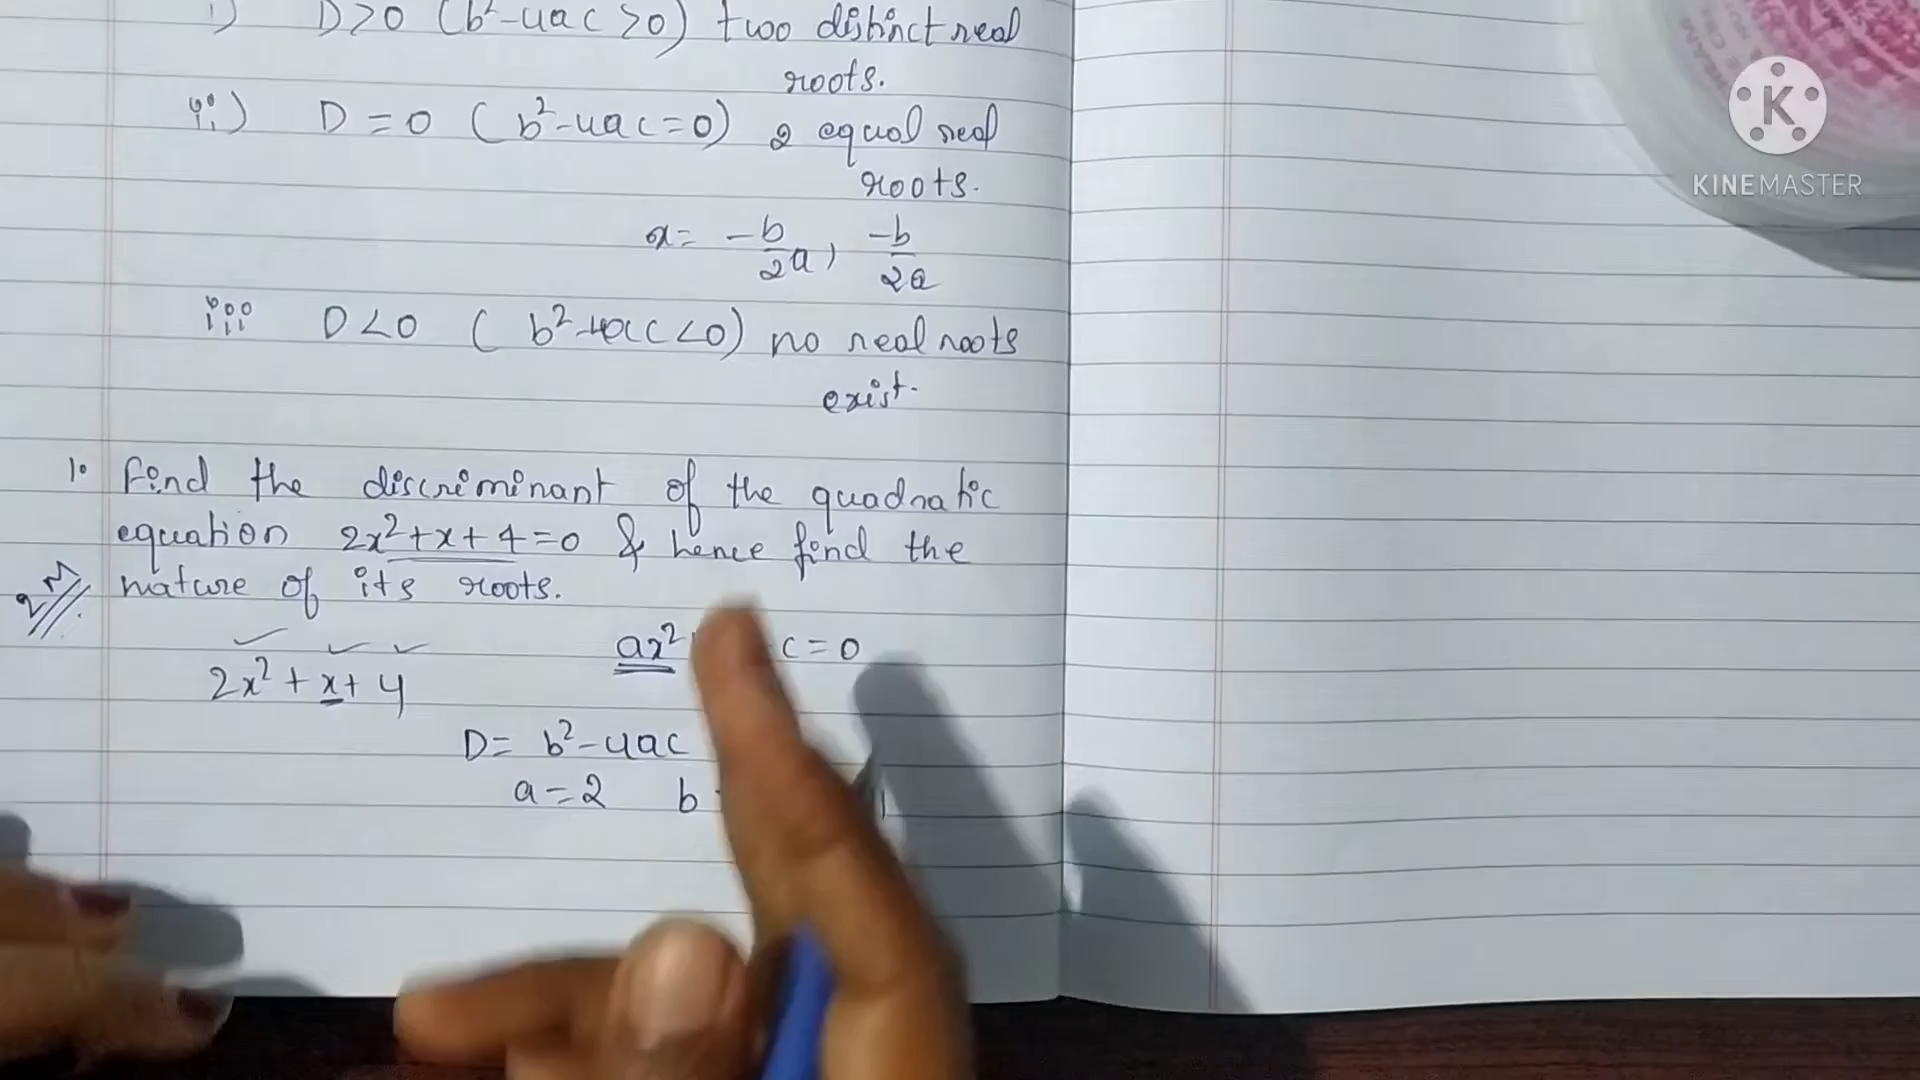 i) D>0 (b²-4ac >0) two distinct real
roots.
ii) D = 0 (b²-4ac=0) 2 equal real
roots.
x = -b/2a, -b/2a
iii D<0 (b²-4ac<0) no real roots
exist.
1. Find the discriminant of the quadratic
equation 2x²+x+4=0 & hence find the
nature of its roots.
2M
ax² c=0
2x²+x+4
D= b²-4ac
a=2 b
K
KINEMASTER